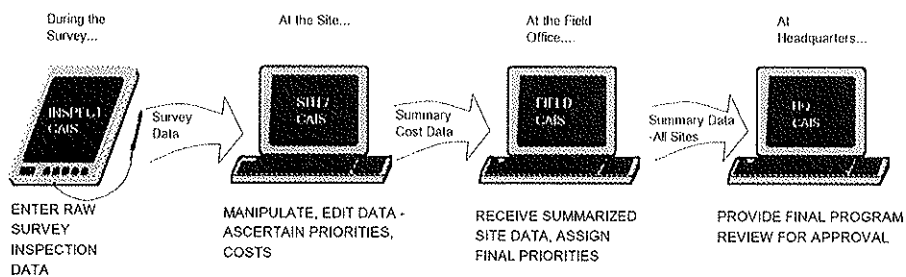 During the
Survey...
At the Site...
At the Field
Office....
At
Headquarters...
INSPECT
CAIS
Survey
Data
SITE/
CAIS
Summary
Cost Data
FIELD
CAIS
Summary Data
-All Sites
HQ
CAIS
ENTER RAW
SURVEY
INSPECTION
DATA
MANIPULATE, EDIT DATA -
ASCERTAIN PRIORITIES,
COSTS
RECEIVE SUMMARIZED
SITE DATA, ASSIGN
FINAL PRIORITIES
PROVIDE FINAL PROGRAM
REVIEW FOR APPROVAL